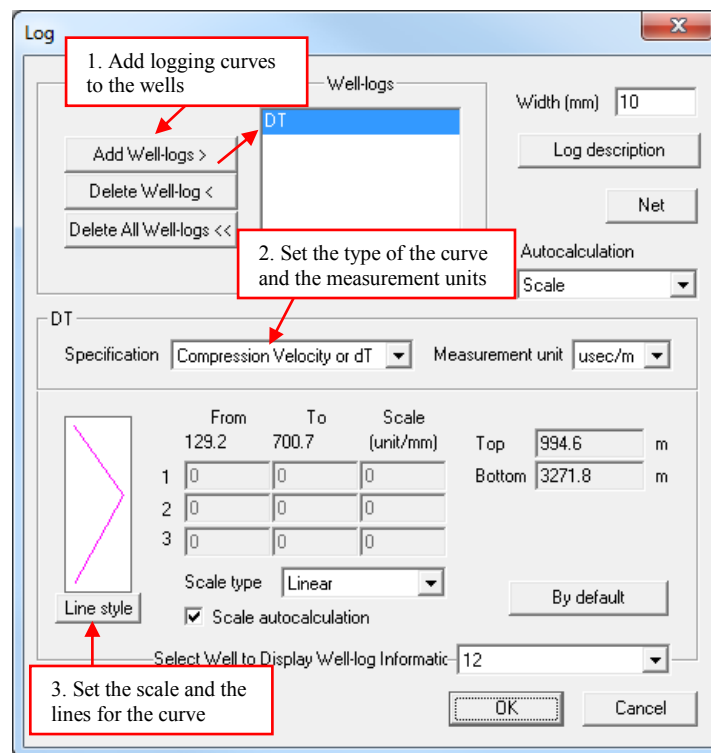 Log
1. Add logging curves
to the wells
Well-logs
DT
Width (mm) 10
Add Well-logs >
Log description
Delete Well-log <
Net
Delete All Well-logs <<
2. Set the type of the curve
and the measurement units
Autocalculation
Scale
DT
Specification Compression Velocity or dT Measurement unit usec/m
From To Scale
129.2 700.7 (unit/mm)
Top 994.6 m
1 0 0 0
Bottom 3271.8 m
2 0 0 0
3 0 0 0
Scale type Linear
Line style
Scale autocalculation
By default
Select Well to Display Well-log Informatic 12
3. Set the scale and the
lines for the curve
OK Cancel